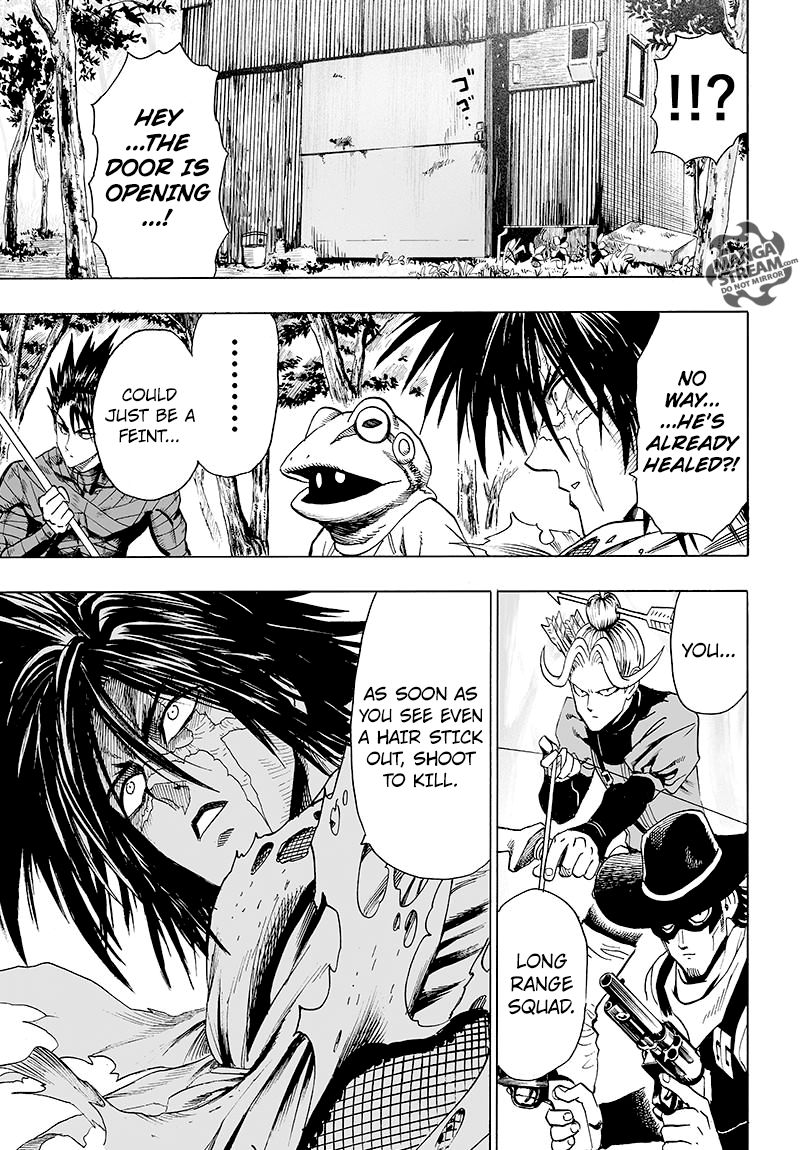 !!?
ゴゴ..
HEY
...THE
DOOR IS
OPENING
...!
MANGA
STREAM.com
DO NOT MIRROR
NO
WAY...
...HE'S
ALREADY
HEALED?!
........
COULD
JUST BE A
FEINT...
YOU...
LONG
RANGE
SQUAD.
AS SOON AS
YOU SEE EVEN
A HAIR STICK
OUT, SHOOT
TO KILL.